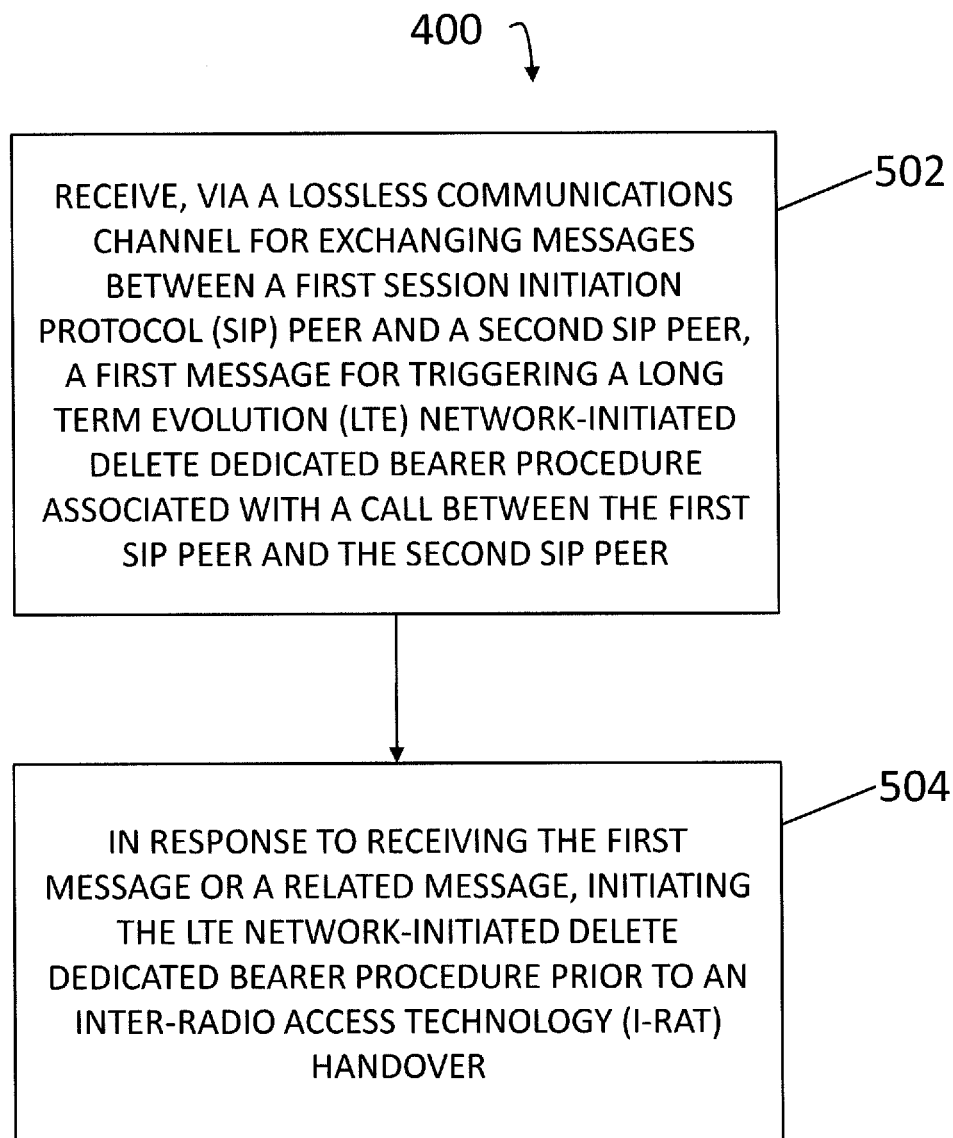 400
502
RECEIVE, VIA A LOSSLESS COMMUNICATIONS
CHANNEL FOR EXCHANGING MESSAGES
BETWEEN A FIRST SESSION INITIATION
PROTOCOL (SIP) PEER AND A SECOND SIP PEER,
A FIRST MESSAGE FOR TRIGGERING A LONG
TERM EVOLUTION (LTE) NETWORK-INITIATED
DELETE DEDICATED BEARER PROCEDURE
ASSOCIATED WITH A CALL BETWEEN THE FIRST
SIP PEER AND THE SECOND SIP PEER
504
IN RESPONSE TO RECEIVING THE FIRST
MESSAGE OR A RELATED MESSAGE, INITIATING
THE LTE NETWORK-INITIATED DELETE
DEDICATED BEARER PROCEDURE PRIOR TO AN
INTER-RADIO ACCESS TECHNOLOGY (I-RAT)
HANDOVER